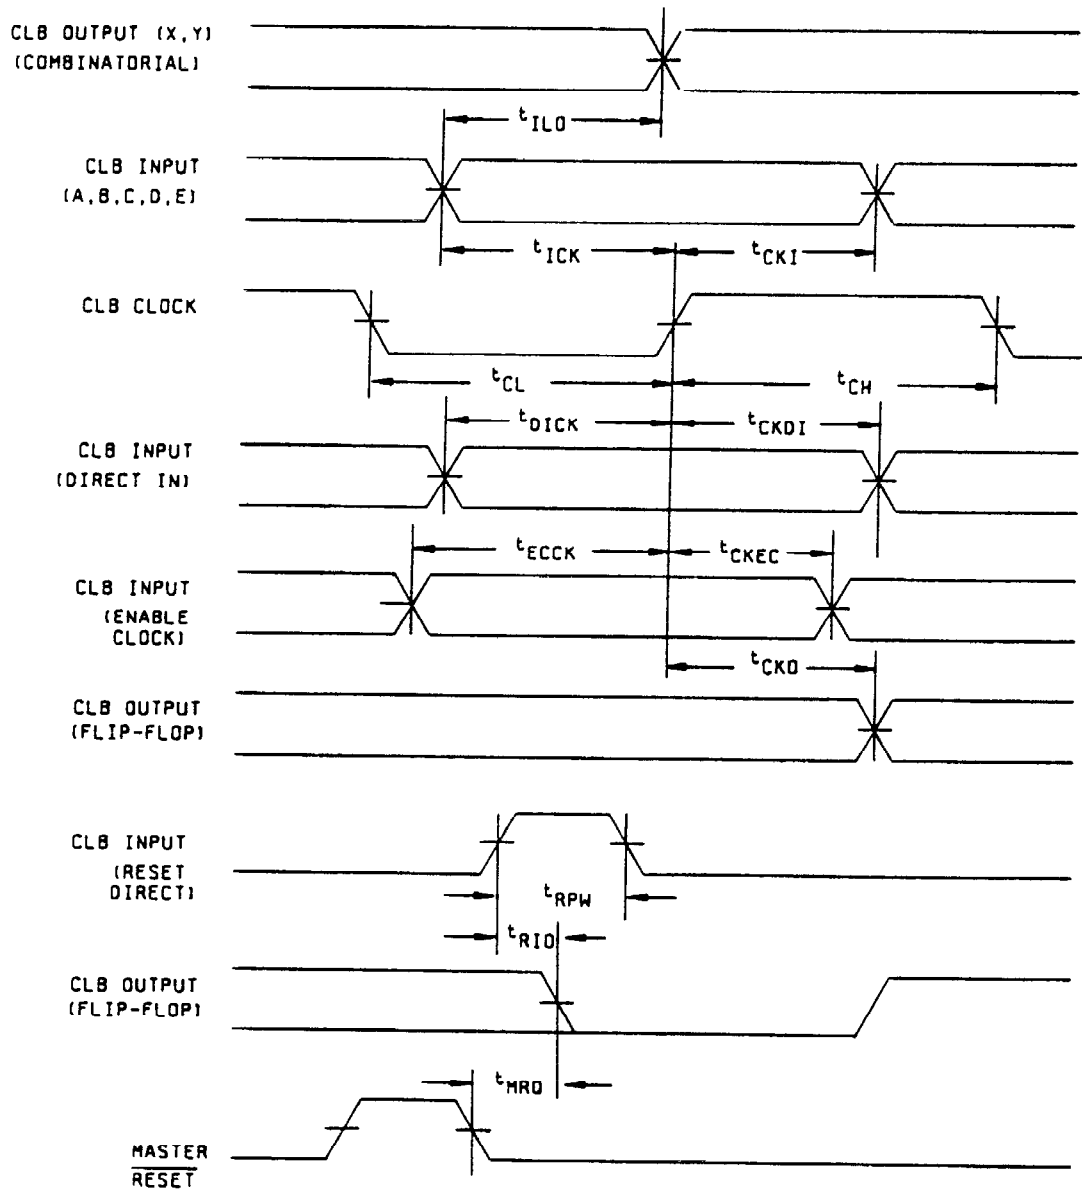 CLB OUTPUT (X,Y)
(COMBINATORIAL)
tILO
CLB INPUT
(A,B,C,D,E)
tICK
tCKI
CLB CLOCK
tCL
tCH
tDICK
tCKDI
CLB INPUT
(DIRECT IN)
tECCK
tCKEC
CLB INPUT
(ENABLE
CLOCK)
tCKO
CLB OUTPUT
(FLIP-FLOP)
CLB INPUT
(RESET
DIRECT)
tRPW
tRIO
CLB OUTPUT
(FLIP-FLOP)
tMRQ
MASTER
RESET